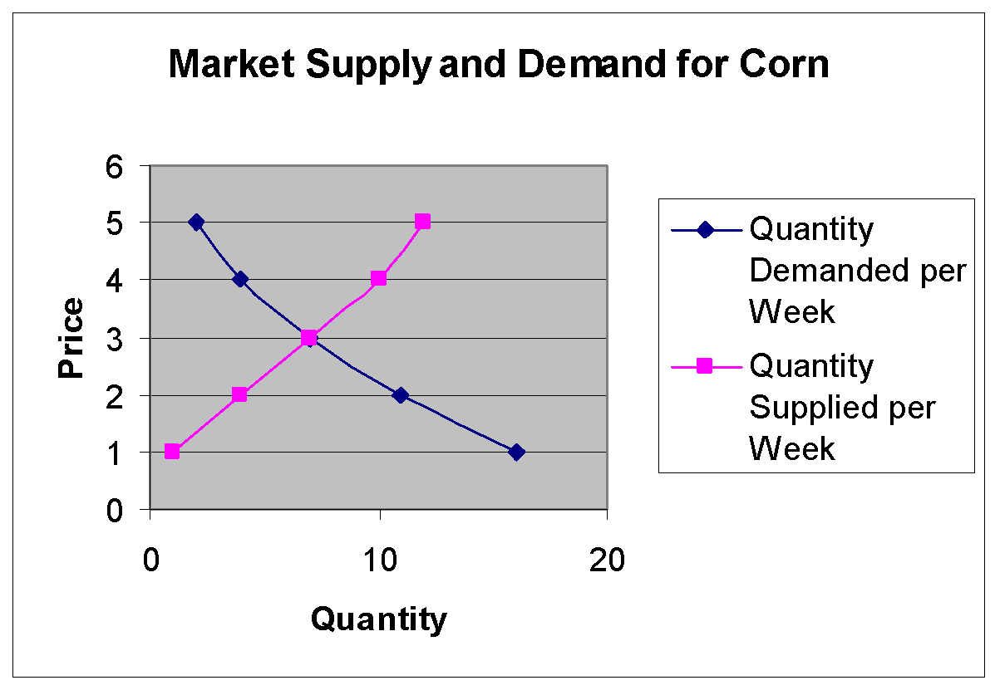 Market Supply and Demand for Corn
6
5
4
3
2
1
0
Price
0 10 20
Quantity
Quantity
Demanded per
Week
Quantity
Supplied per
Week